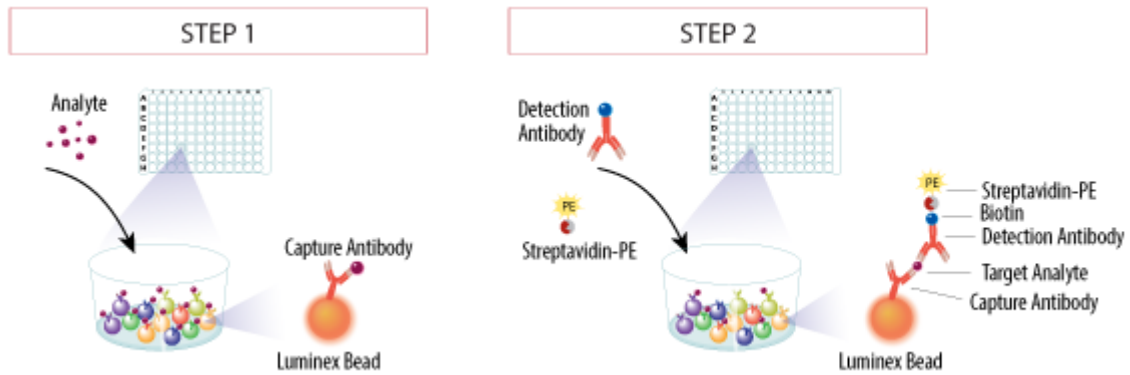 STEP 1
Analyte
A
B
C
D
E
F
G
H
Capture Antibody
Luminex Bead
STEP 2
Detection
Antibody
A
B
C
D
E
F
G
H
PE
Streptavidin-PE
PE
Streptavidin-PE
Biotin
Detection Antibody
Target Analyte
Capture Antibody
Luminex Bead